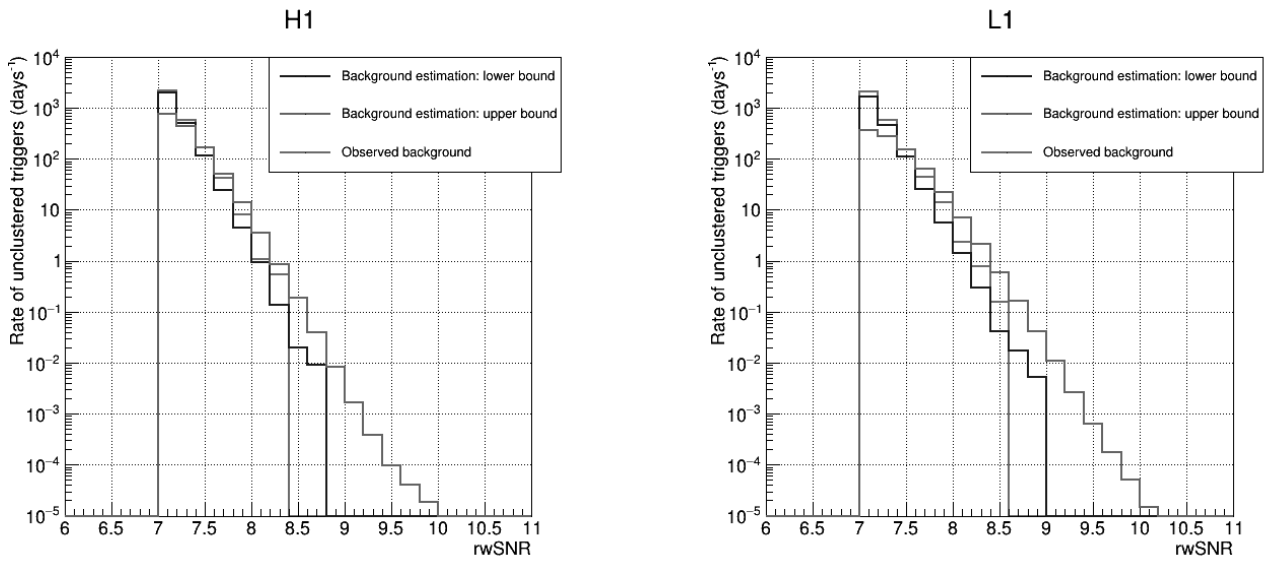 H1
Rate of unclustered triggers (days⁻¹)
10⁴
10³
10²
10
1
10⁻¹
10⁻²
10⁻³
10⁻⁴
10⁻⁵
Background estimation: lower bound
Background estimation: upper bound
Observed background
6 6.5 7 7.5 8 8.5 9 9.5 10 10.5 11
rwSNR
L1
Rate of unclustered triggers (days⁻¹)
10⁴
10³
10²
10
1
10⁻¹
10⁻²
10⁻³
10⁻⁴
10⁻⁵
Background estimation: lower bound
Background estimation: upper bound
Observed background
6 6.5 7 7.5 8 8.5 9 9.5 10 10.5 11
rwSNR